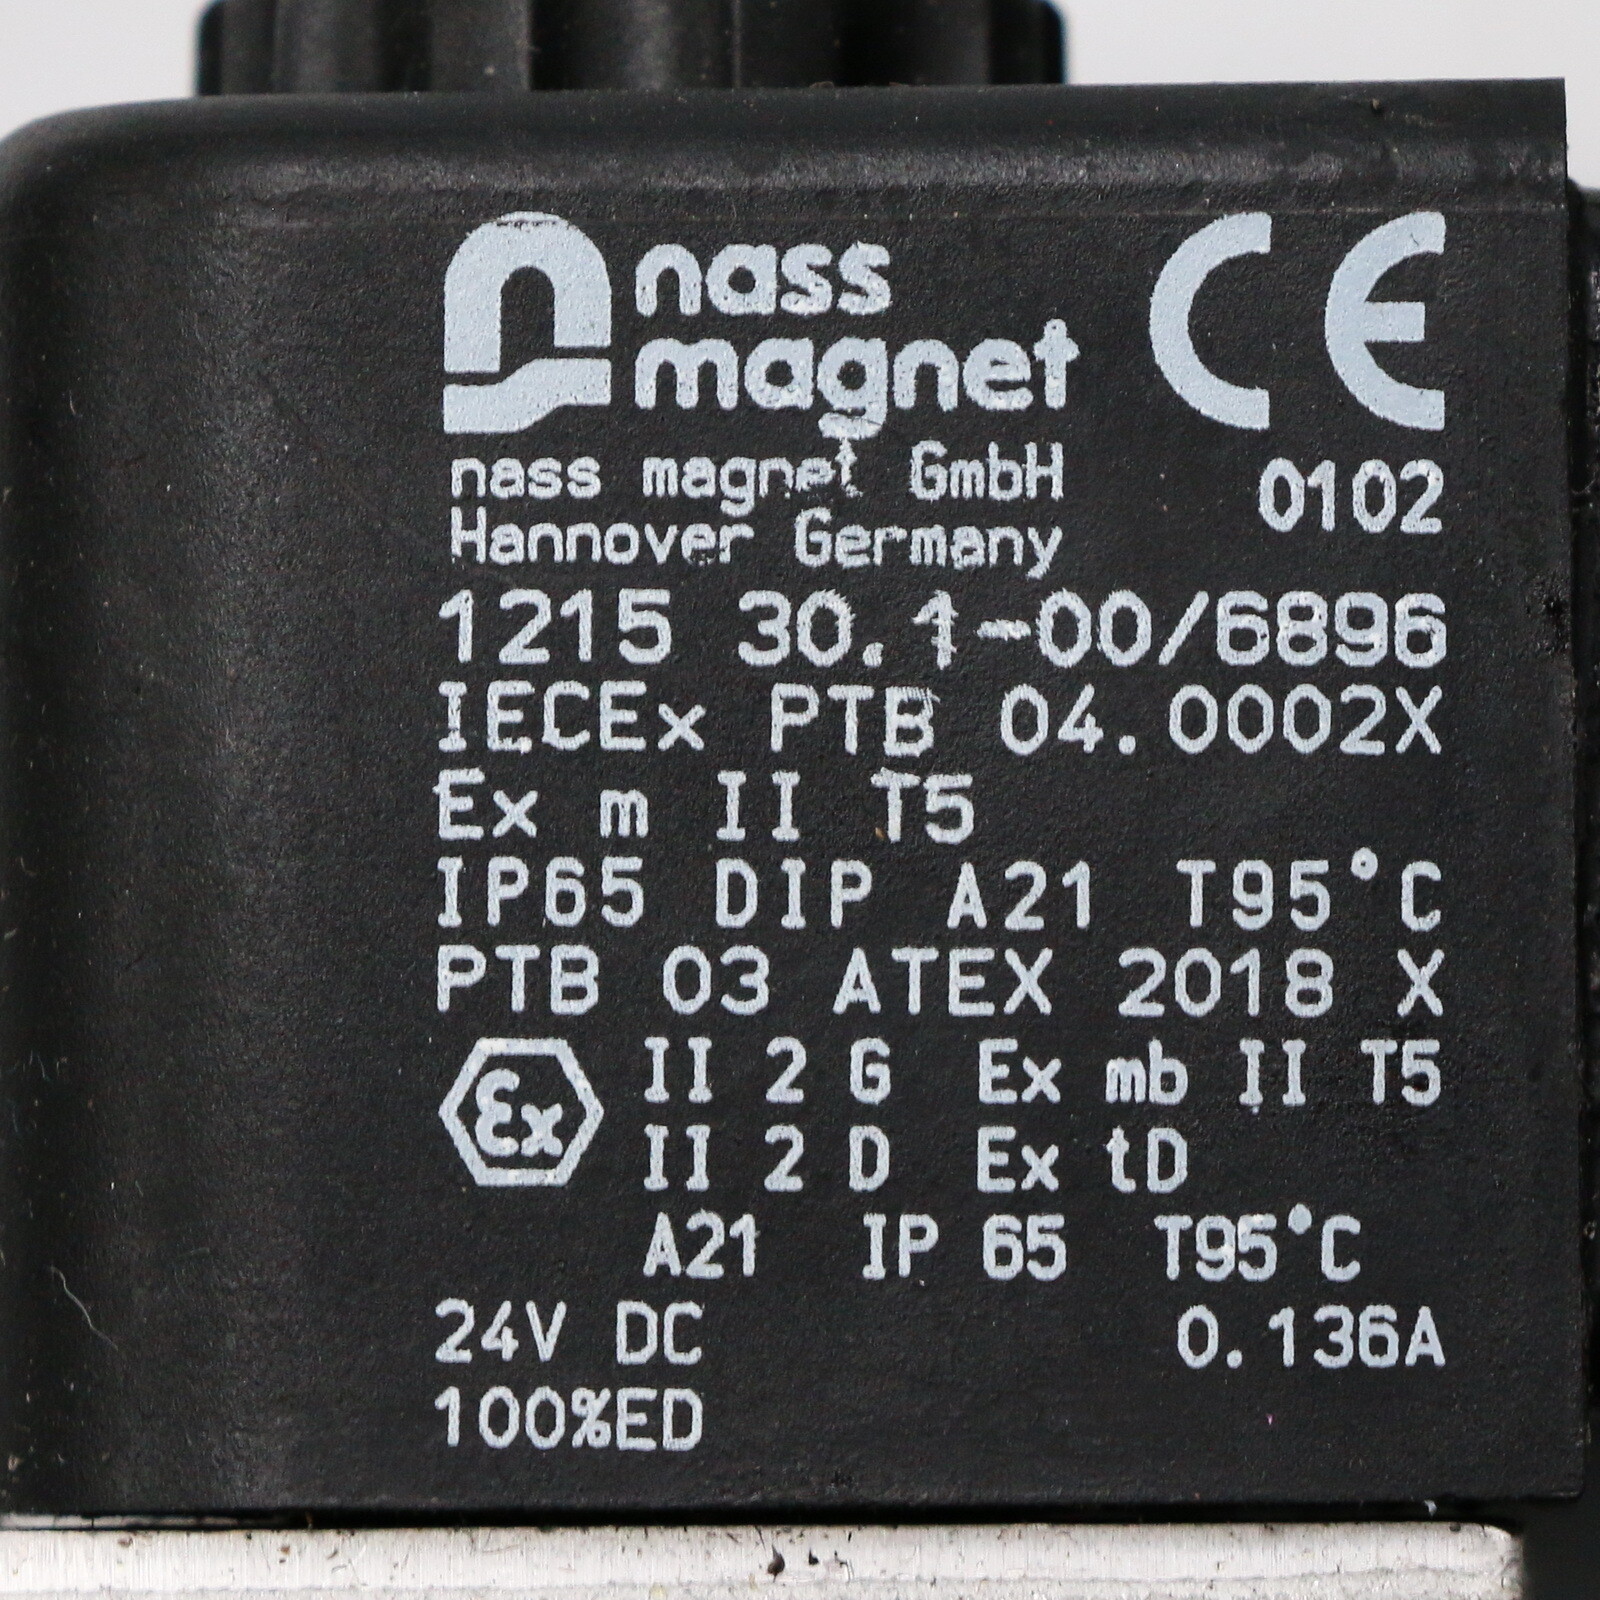 nass
magnet
CE
nass magnet GmbH
0102
Hannover Germany
1215 30.1-00/6896
IECEx PTB 04.0002X
Ex m II T5
IP65 DIP A21 T95°C
PTB 03 ATEX 2018 X
Ex
II 2 G Ex mb II T5
II 2 D Ex tD
A21 IP 65 T95°C
24V DC 0.136A
100%ED